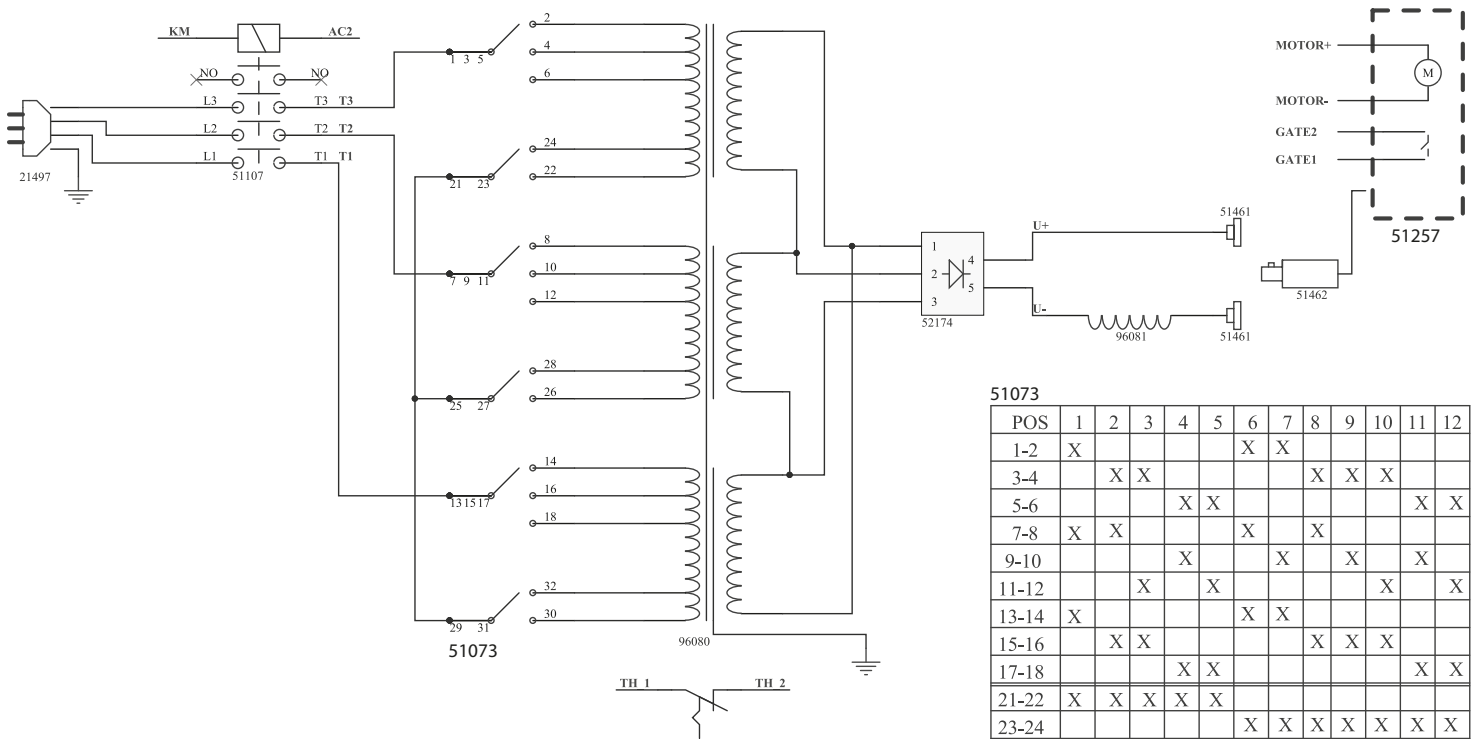 KM AC2
NO NO
L3 T3 T3
L2 T2 T2
L1 T1 T1
21497
51107
1 3 5
2
4
6
24
22
21 23
8
10
12
7 9 11
28
26
25 27
14
16
18
13 15 17
32
30
29 31
51073
96080
TH 1 TH 2
1
2
3
4
5
52174
U+
U-
96081
51461
51461
51462
MOTOR+
MOTOR-
GATE2
GATE1
M
51257
51073
POS 1 2 3 4 5 6 7 8 9 10 11 12
1-2 X X X
3-4 X X X X X
5-6 X X X X
7-8 X X X X
9-10 X X X X
11-12 X X X X
13-14 X X X
15-16 X X X X X
17-18 X X X X
21-22 X X X X X
23-24 X X X X X X X